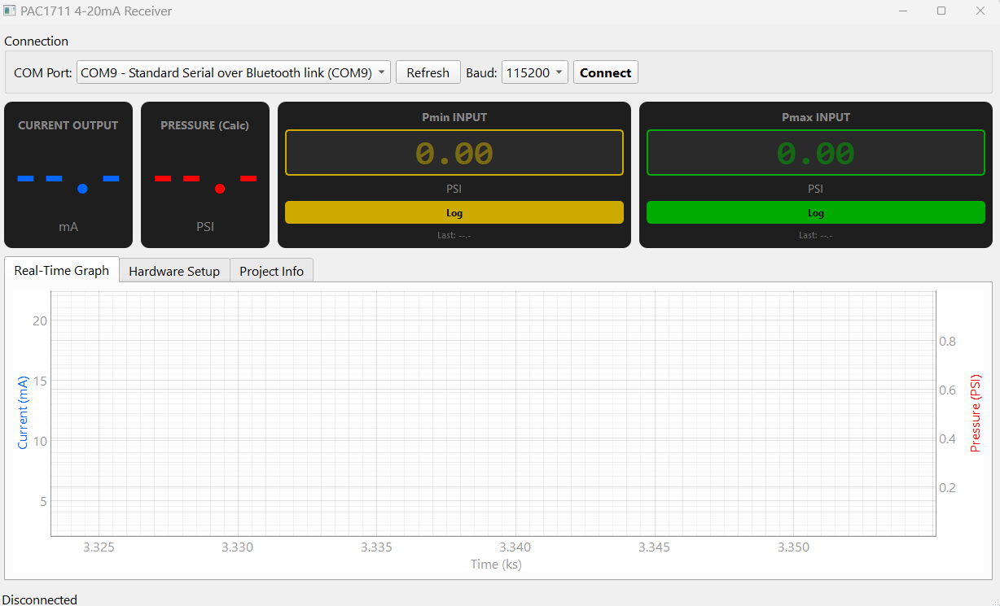 PAC1711 4-20mA Receiver
Connection
COM Port: COM9 - Standard Serial over Bluetooth link (COM9) Refresh Baud: 115200 Connect
CURRENT OUTPUT
--.-
mA
PRESSURE (Calc)
--.-
PSI
Pmin INPUT
0.00
PSI
Log
Last: --.-
Pmax INPUT
0.00
PSI
Log
Last: --.-
Real-Time Graph Hardware Setup Project Info
Current (mA)
20
15
10
5
0.8
0.6
0.4
0.2
Pressure (PSI)
3.325 3.330 3.335 3.340 3.345 3.350
Time (ks)
Disconnected